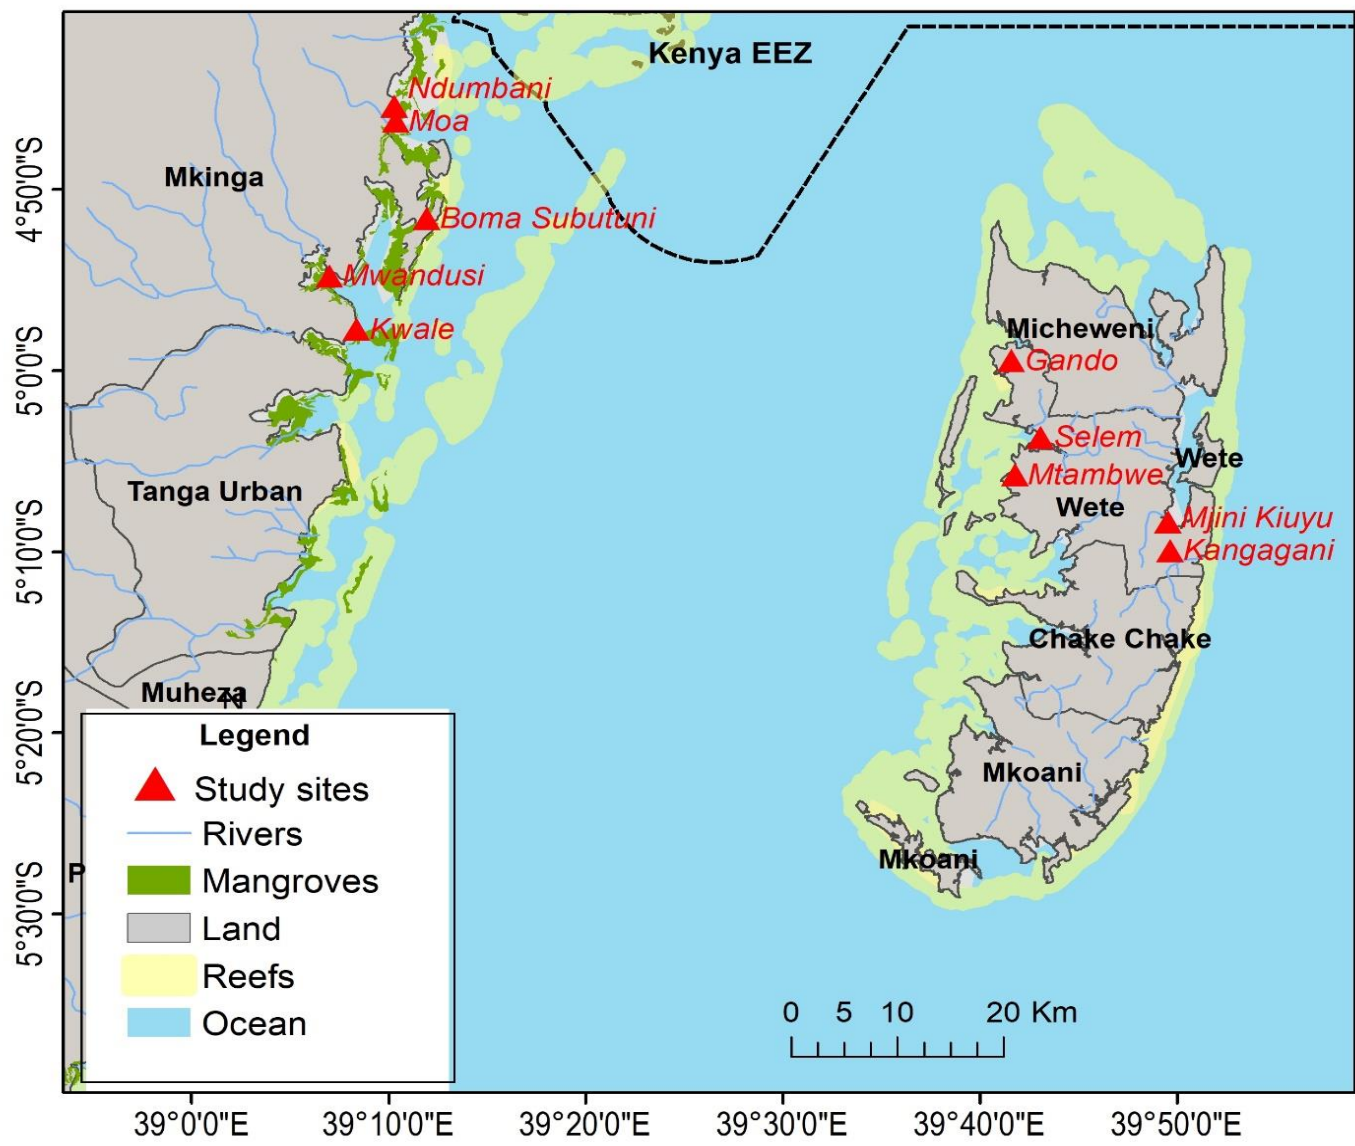 Kenya EEZ
Ndumbani
Moa
Mkinga
Boma Subutuni
Mwandusi
Kwale
Micheweni
Gando
Selem
Wete
Mtambwe
Wete
Tanga Urban
Mjini Kiuyu
Kangagani
Chake Chake
Muheza
N
Mkoani
Mkoani
P
Legend
Study sites
Rivers
Mangroves
Land
Reefs
Ocean
0 5 10 20 Km
4°50'0"S
5°0'0"S
5°10'0"S
5°20'0"S
5°30'0"S
39°0'0"E 39°10'0"E 39°20'0"E 39°30'0"E 39°40'0"E 39°50'0"E